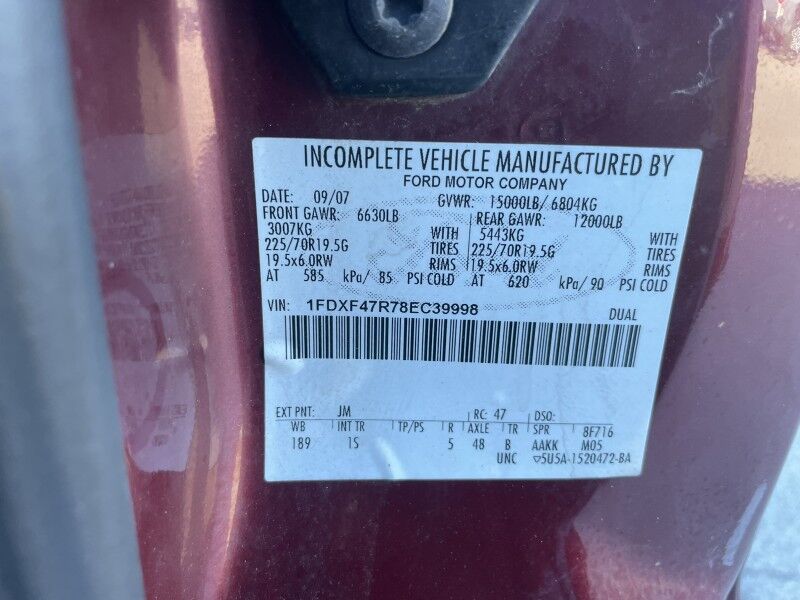 INCOMPLETE VEHICLE MANUFACTURED BY
FORD MOTOR COMPANY
DATE: 09/07 GVWR: 15000LB/ 6804KG
FRONT GAWR: 6630LB REAR GAWR: 12000LB
3007KG WITH 5443KG WITH
225/70R19.5G TIRES 225/70R19.5G TIRES
19.5x6.0RW RIMS 19.5x6.0RW RIMS
AT 585 kPa/ 85 PSI COLD AT 620 kPa/ 90 PSI COLD
VIN: 1FDXF47R78EC39998 DUAL
EXT PNT: JM RC: 47 DSO:
WB INT TR TP/PS R AXLE TR SPR 8F716
189 1S 5 48 B AAKK M05
UNC ▽5U5A-1520472-BA